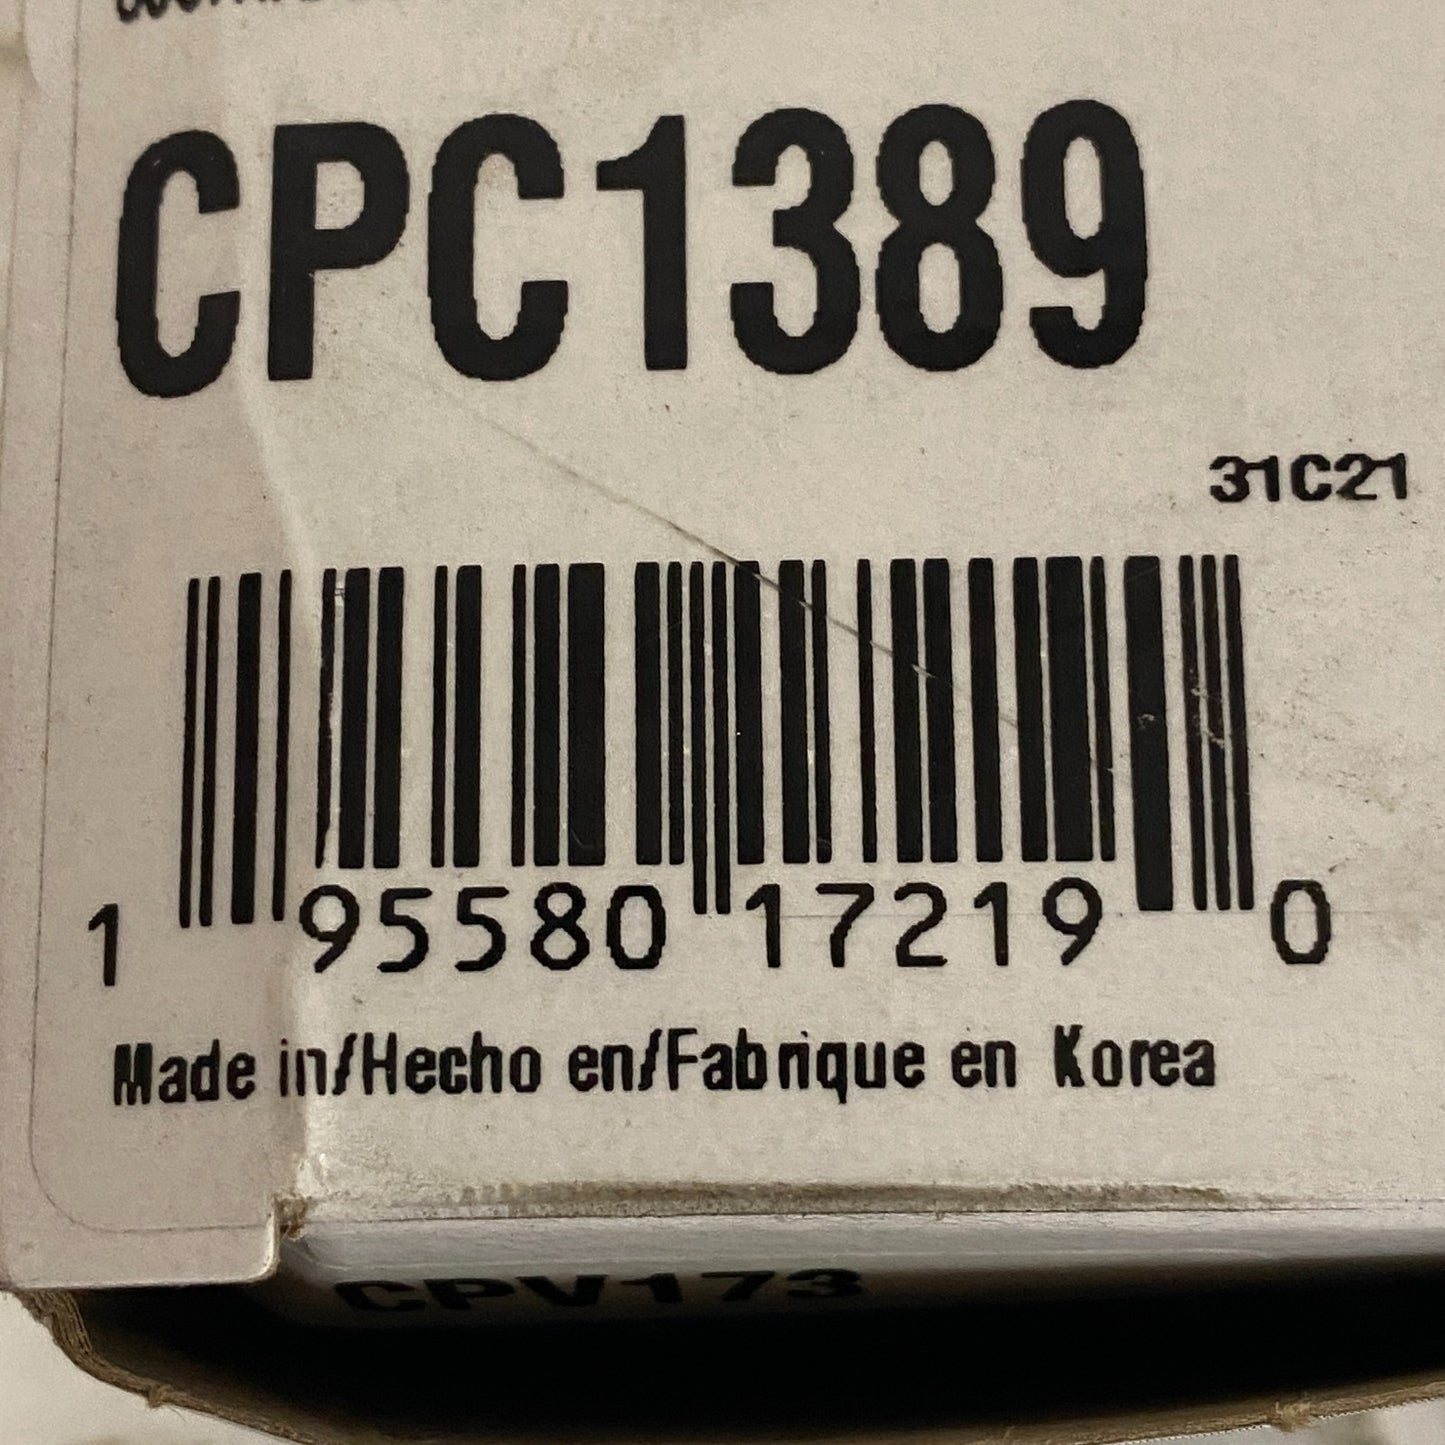 CPC1389
31C21
1 95580 17219 0
Made in/Hecho en/Fabrique en Korea
CPV173